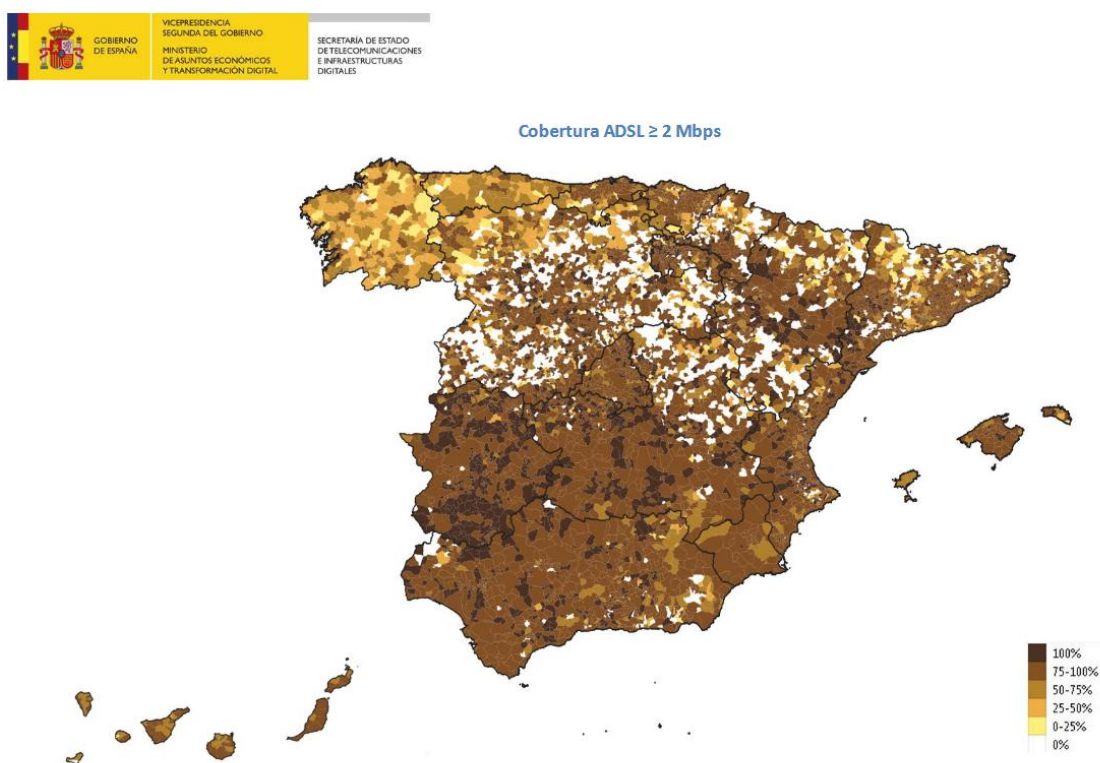 GOBIERNO
DE ESPAÑA
VICEPRESIDENCIA
SEGUNDA DEL GOBIERNO
MINISTERIO
DE ASUNTOS ECONÓMICOS
Y TRANSFORMACIÓN DIGITAL
SECRETARÍA DE ESTADO
DE TELECOMUNICACIONES
E INFRAESTRUCTURAS
DIGITALES
Cobertura ADSL ≥ 2 Mbps
100%
75-100%
50-75%
25-50%
0-25%
0%